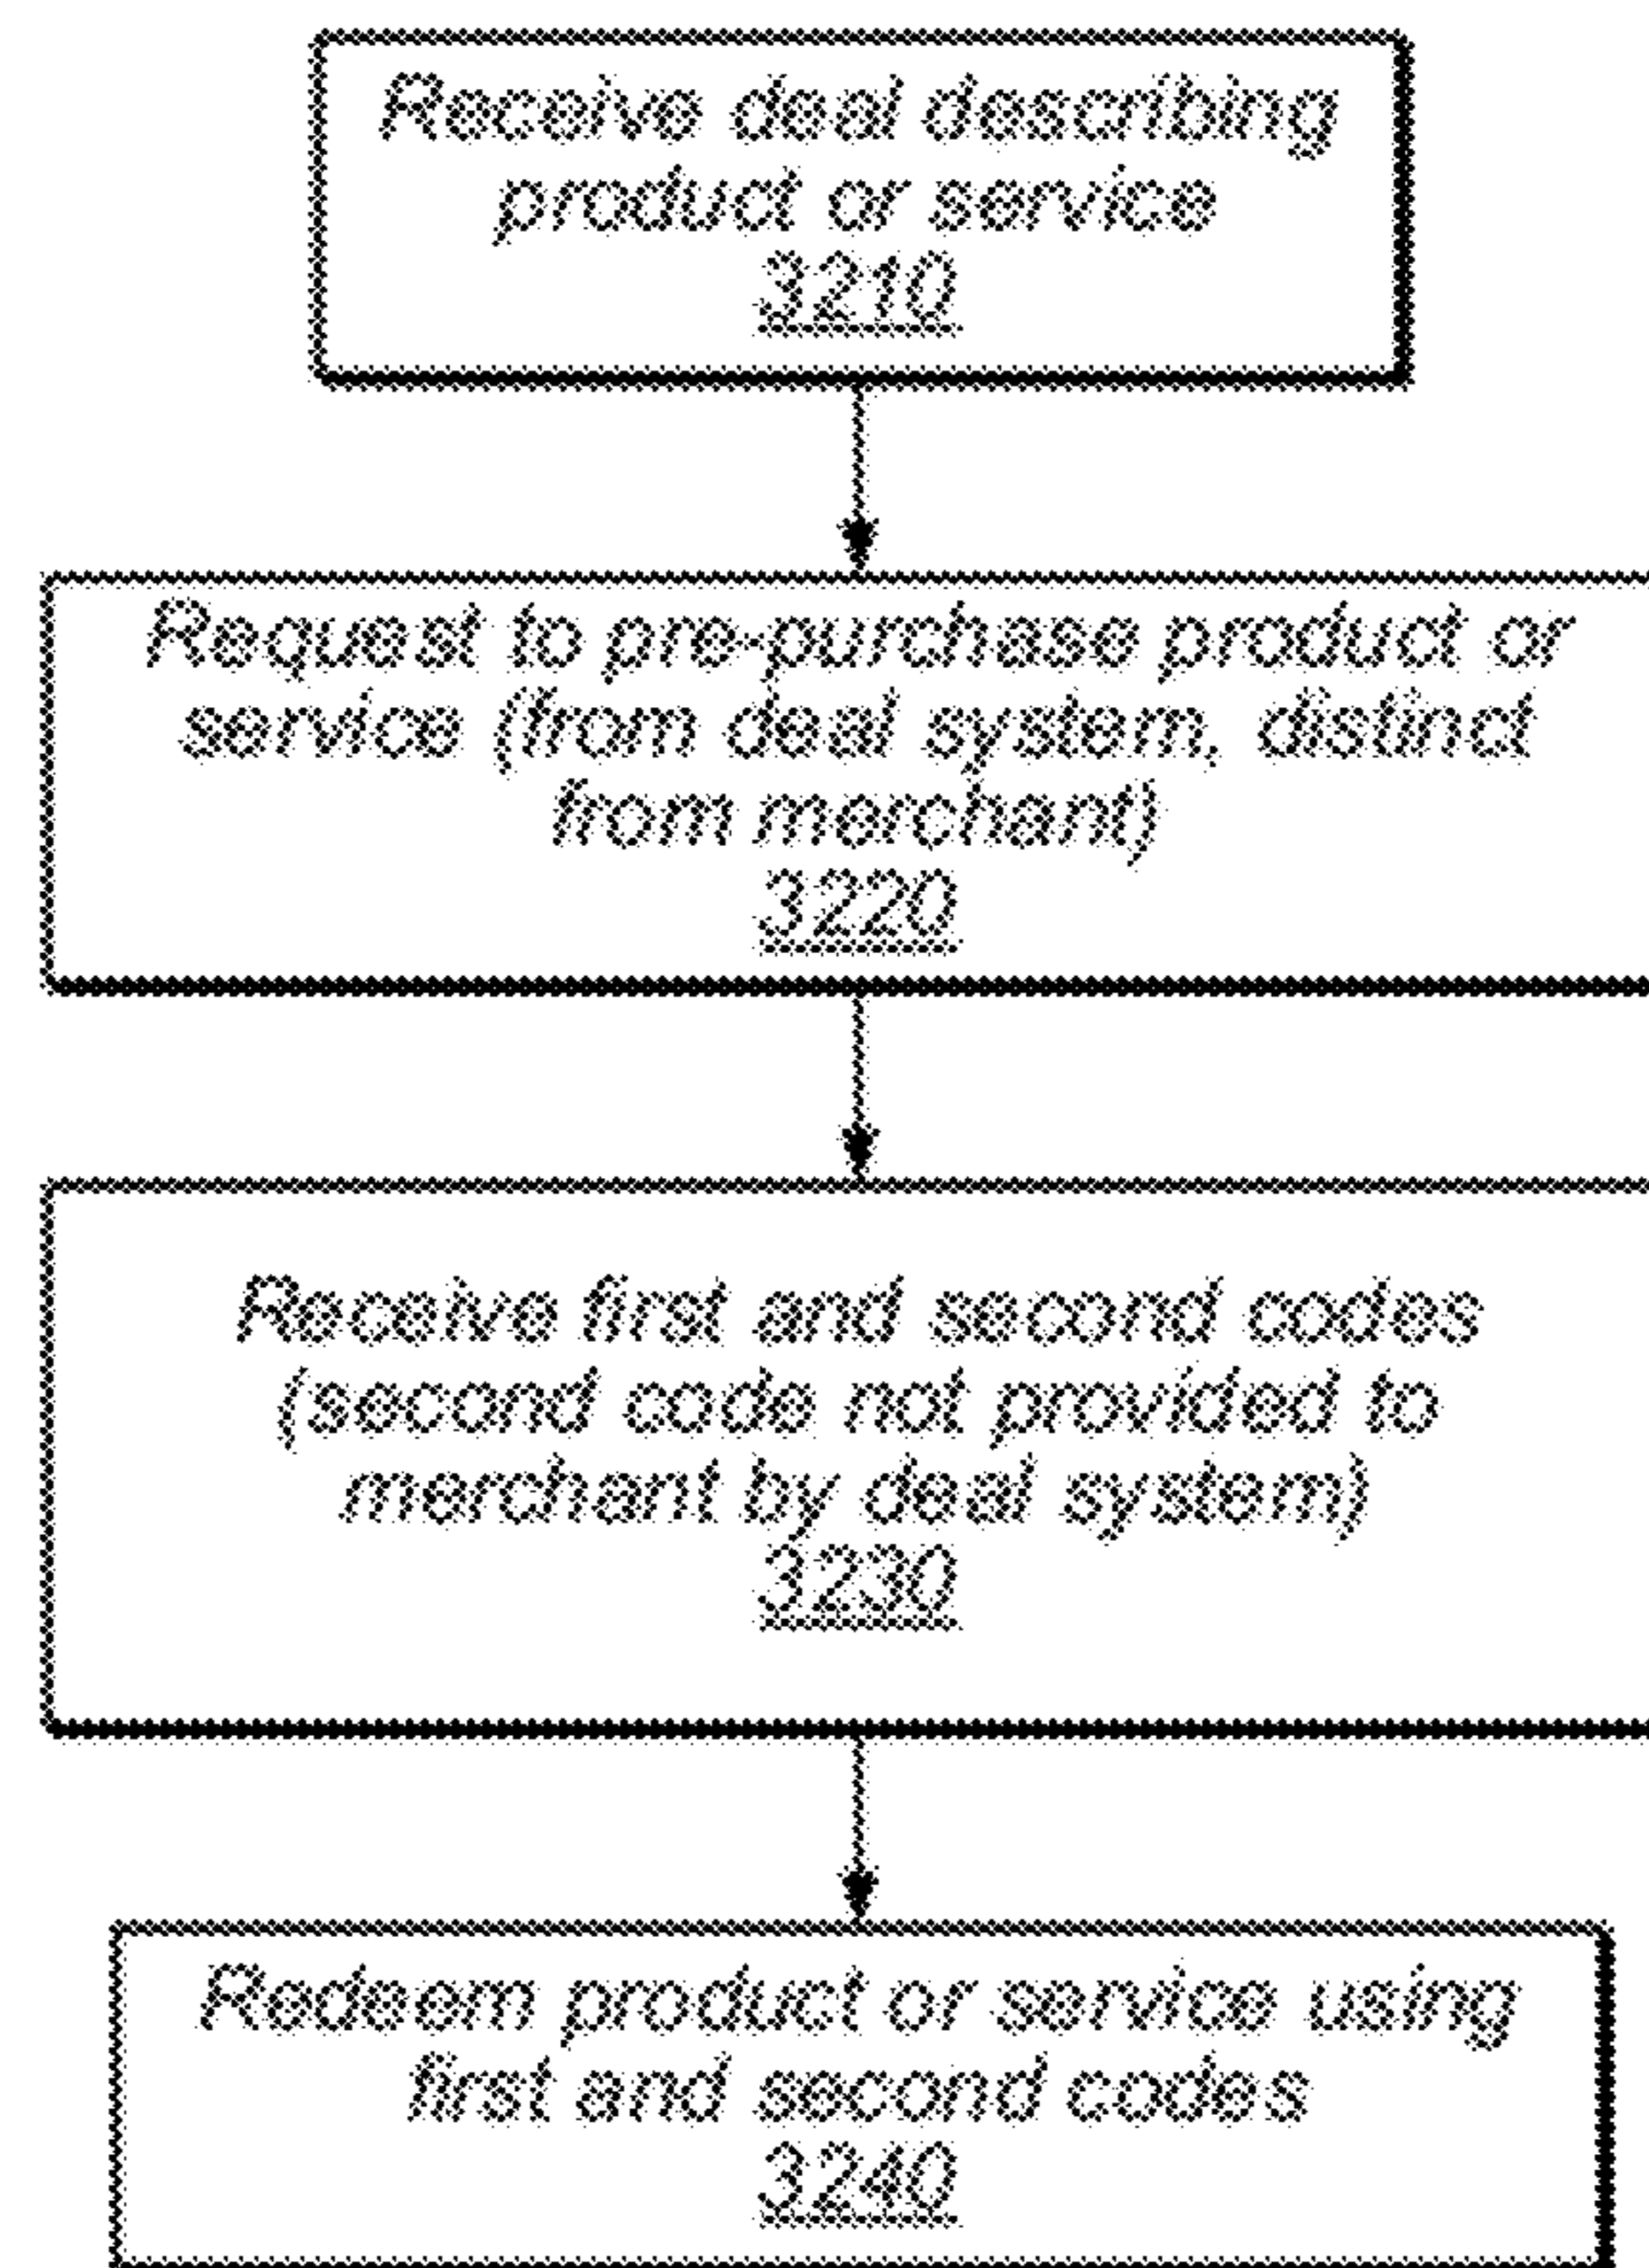 Receive deal describing
product or service
3210
Request to pre-purchase product or
service (from deal system, distinct
from merchant)
3220
Receive first and second codes
(second code not provided to
merchant by deal system)
3230
Redeem product or service using
first and second codes
3240